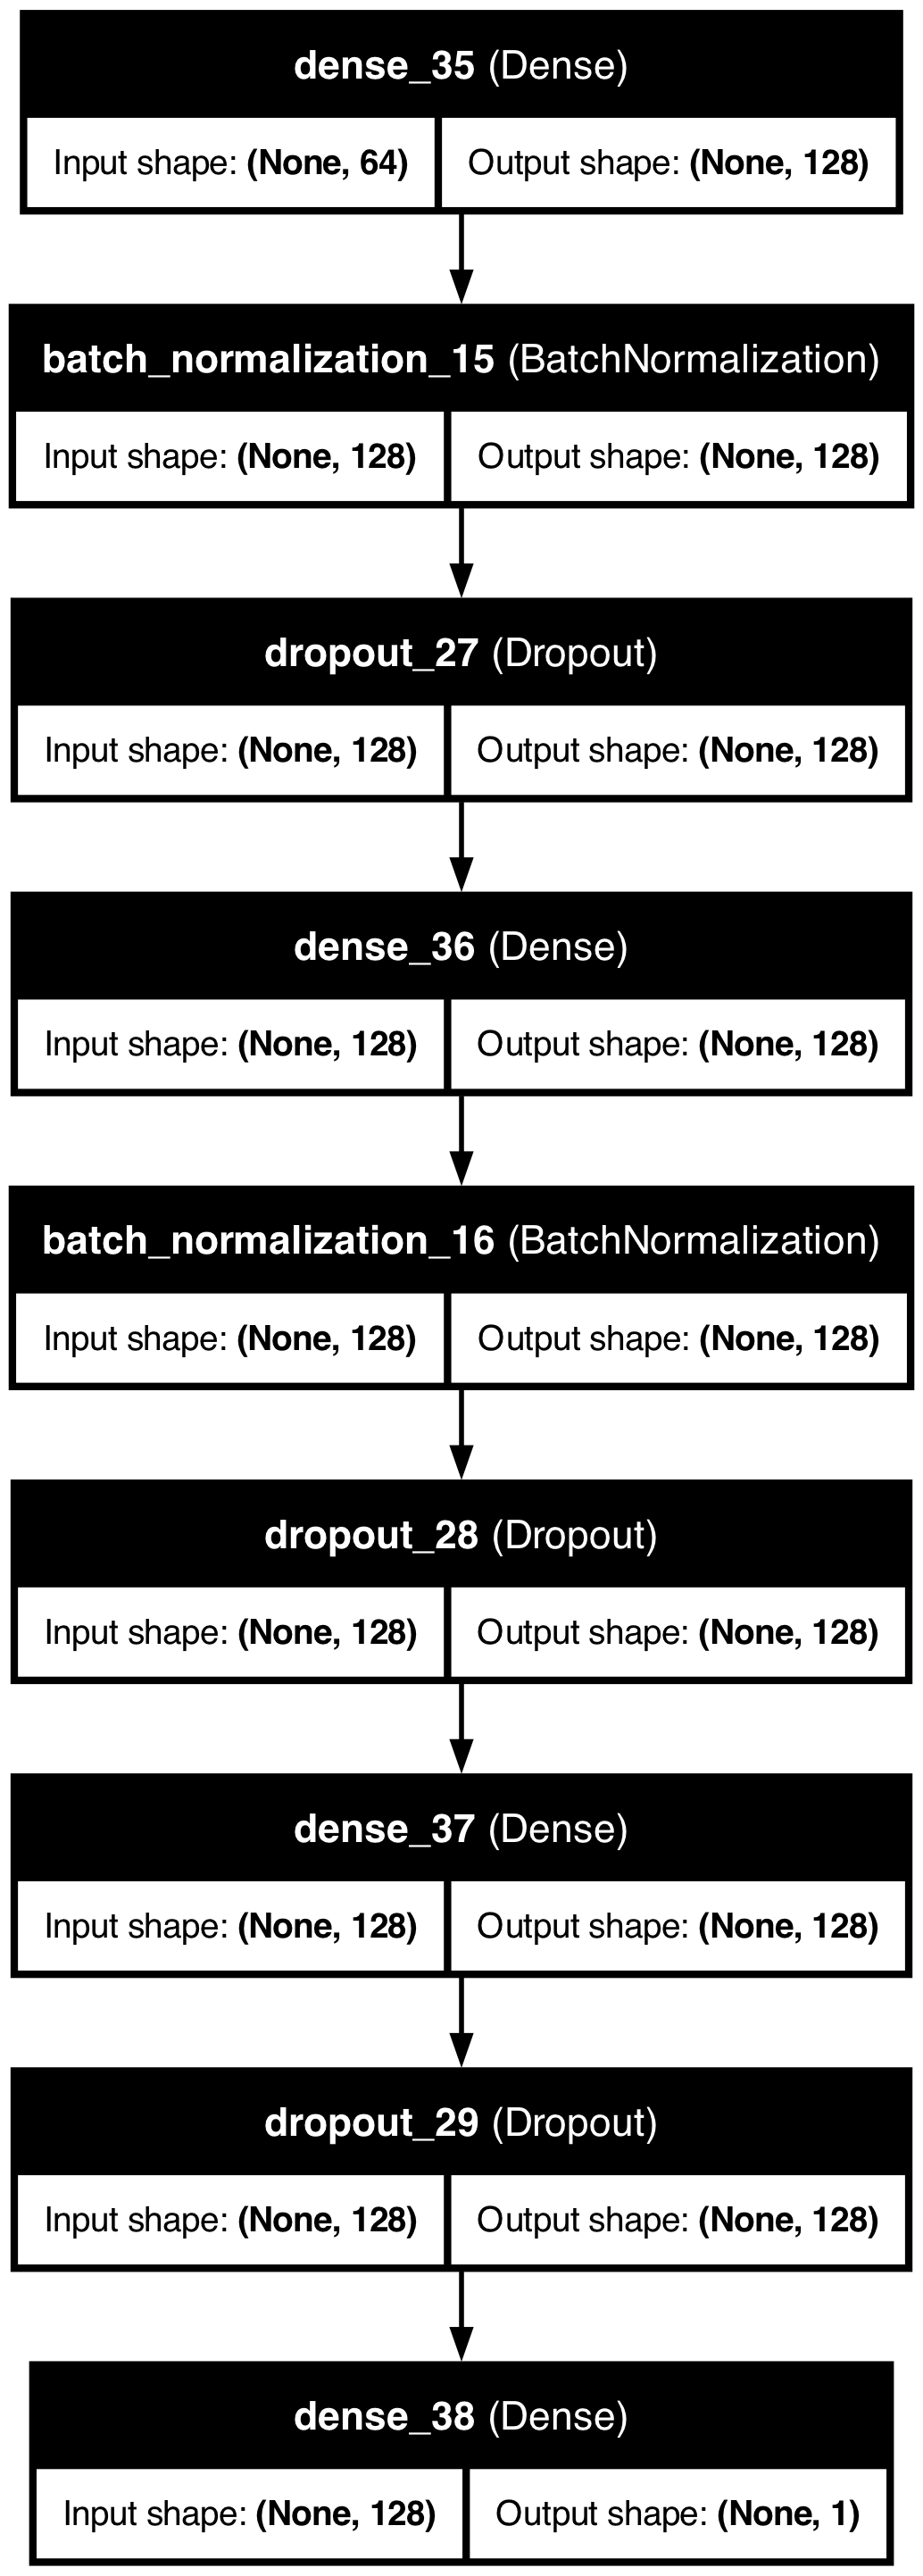 dense_35 (Dense)
Input shape: (None, 64) Output shape: (None, 128)
batch_normalization_15 (BatchNormalization)
Input shape: (None, 128) Output shape: (None, 128)
dropout_27 (Dropout)
Input shape: (None, 128) Output shape: (None, 128)
dense_36 (Dense)
Input shape: (None, 128) Output shape: (None, 128)
batch_normalization_16 (BatchNormalization)
Input shape: (None, 128) Output shape: (None, 128)
dropout_28 (Dropout)
Input shape: (None, 128) Output shape: (None, 128)
dense_37 (Dense)
Input shape: (None, 128) Output shape: (None, 128)
dropout_29 (Dropout)
Input shape: (None, 128) Output shape: (None, 128)
dense_38 (Dense)
Input shape: (None, 128) Output shape: (None, 1)